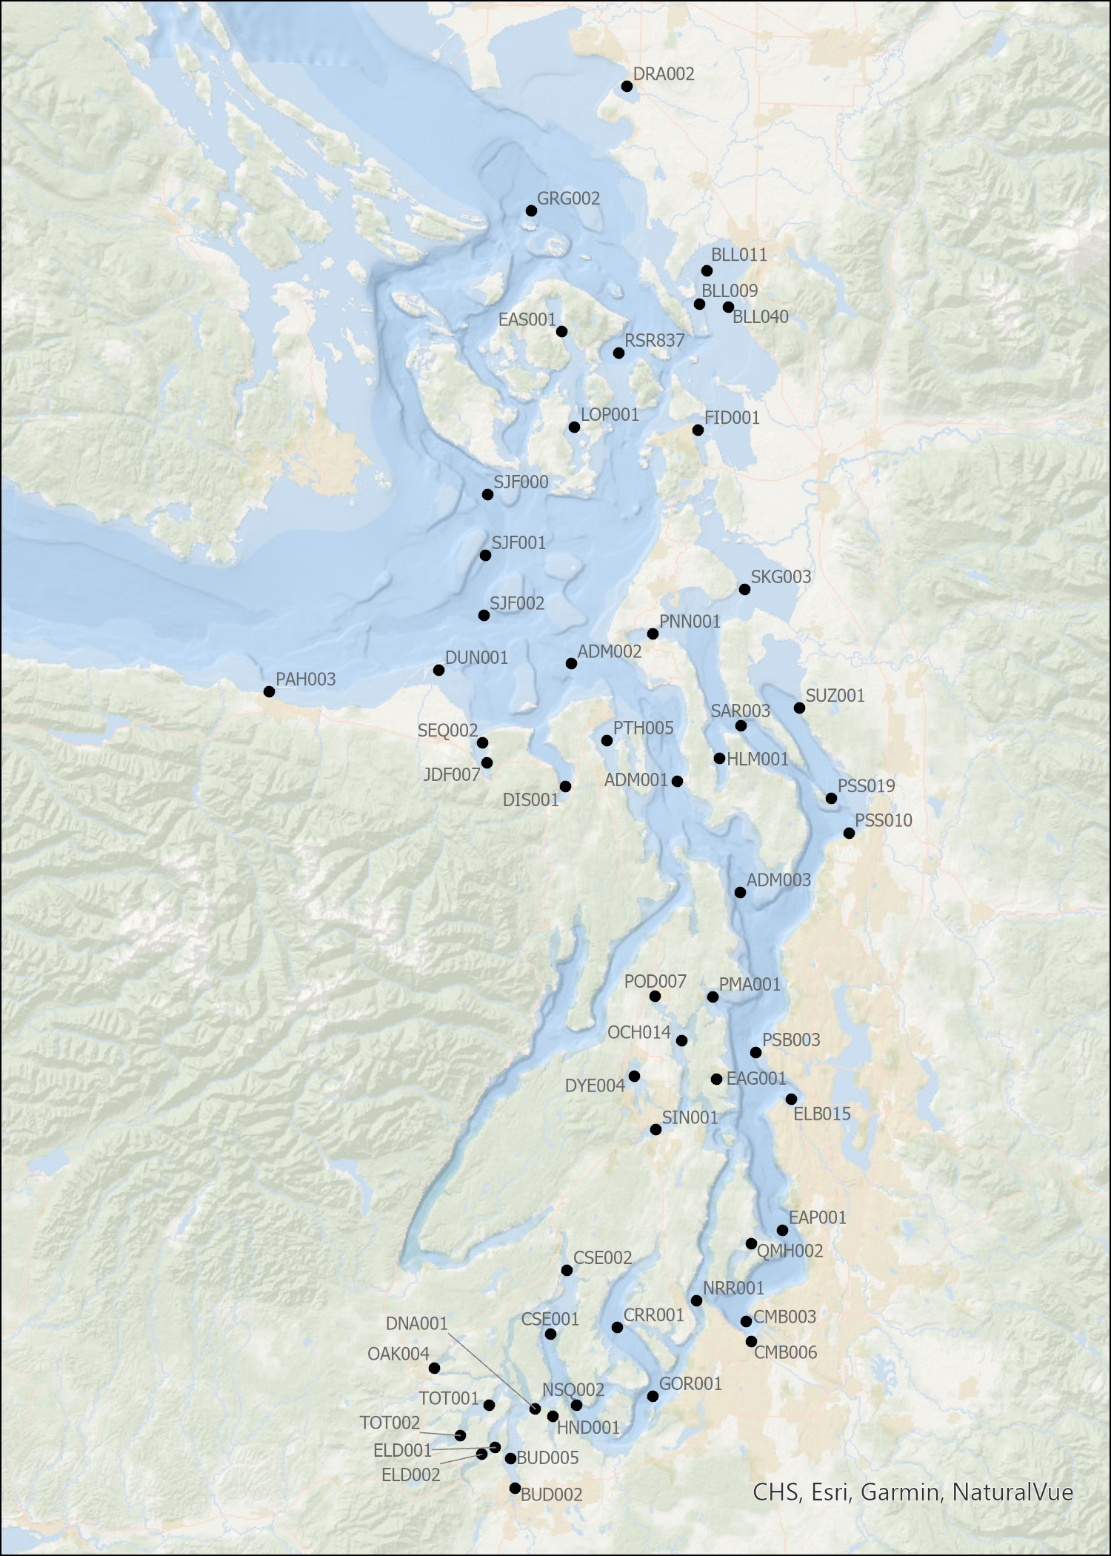 DRA002
GRG002
BLL011
BLL009
BLL040
EAS001
RSR837
LOP001
FID001
SJF000
SJF001
SKG003
SJF002
PNN001
ADM002
DUN001
PAH003
SUZ001
SAR003
SEQ002
PTH005
HLM001
JDF007
ADM001
DIS001
PSS019
PSS010
ADM003
POD007
PMA001
OCH014
PSB003
DYE004
EAG001
ELB015
SIN001
EAP001
QMH002
CSE002
NRR001
DNA001
CSE001
CRR001
CMB003
OAK004
CMB006
TOT001
NSQ002
GOR001
TOT002
HND001
ELD001
BUD005
ELD002
BUD002
CHS, Esri, Garmin, NaturalVue